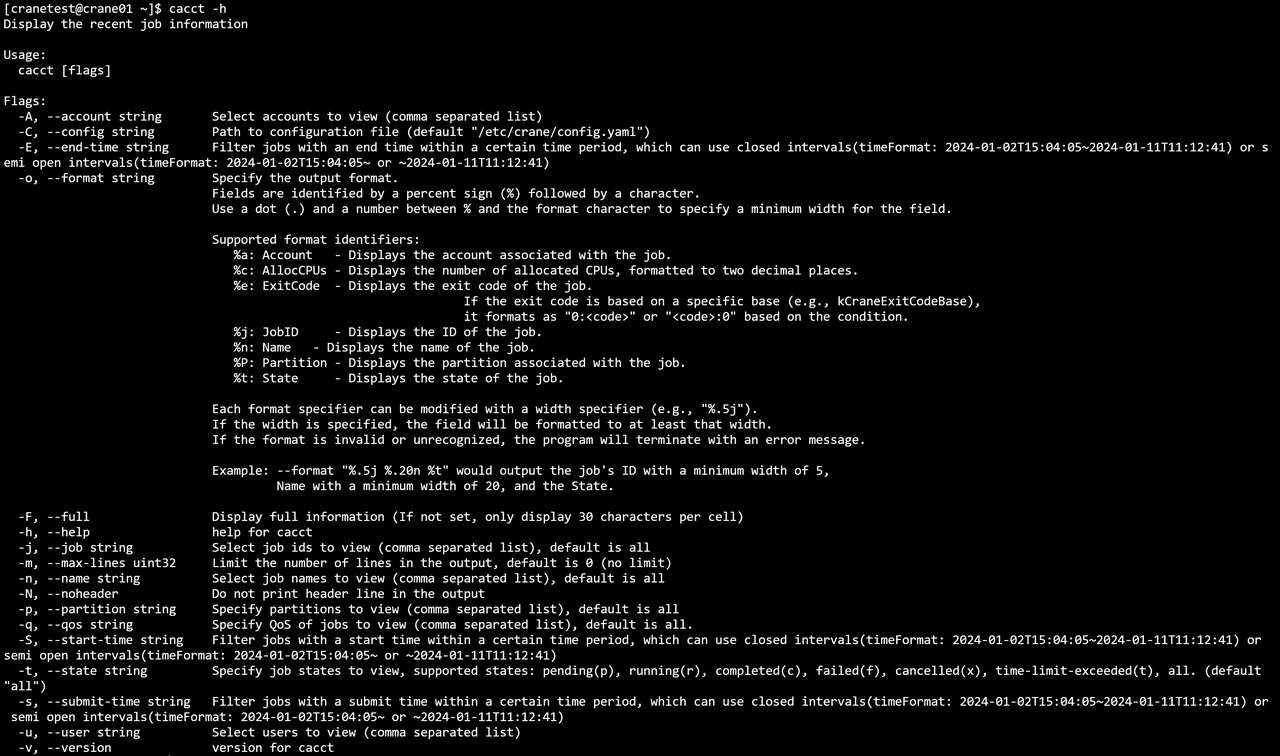 [cranetest@crane01 ~]$ cacct -h
Display the recent job information

Usage:
  cacct [flags]

Flags:
  -A, --account string       Select accounts to view (comma separated list)
  -C, --config string        Path to configuration file (default "/etc/crane/config.yaml")
  -E, --end-time string      Filter jobs with an end time within a certain time period, which can use closed intervals(timeFormat: 2024-01-02T15:04:05~2024-01-11T11:12:41) or s
emi open intervals(timeFormat: 2024-01-02T15:04:05~ or ~2024-01-11T11:12:41)
  -o, --format string        Specify the output format.
                             Fields are identified by a percent sign (%) followed by a character.
                             Use a dot (.) and a number between % and the format character to specify a minimum width for the field.

                             Supported format identifiers:
                                %a: Account   - Displays the account associated with the job.
                                %c: AllocCPUs - Displays the number of allocated CPUs, formatted to two decimal places.
                                %e: ExitCode  - Displays the exit code of the job.
                                                                If the exit code is based on a specific base (e.g., kCraneExitCodeBase),
                                                                it formats as "0:<code>" or "<code>:0" based on the condition.
                                %j: JobID     - Displays the ID of the job.
                                %n: Name   - Displays the name of the job.
                                %P: Partition - Displays the partition associated with the job.
                                %t: State     - Displays the state of the job.

                             Each format specifier can be modified with a width specifier (e.g., "%.5j").
                             If the width is specified, the field will be formatted to at least that width.
                             If the format is invalid or unrecognized, the program will terminate with an error message.

                             Example: --format "%.5j %.20n %t" would output the job's ID with a minimum width of 5,
                                      Name with a minimum width of 20, and the State.

  -F, --full                 Display full information (If not set, only display 30 characters per cell)
  -h, --help                 help for cacct
  -j, --job string           Select job ids to view (comma separated list), default is all
  -m, --max-lines uint32     Limit the number of lines in the output, default is 0 (no limit)
  -n, --name string          Select job names to view (comma separated list), default is all
  -N, --noheader             Do not print header line in the output
  -p, --partition string     Specify partitions to view (comma separated list), default is all
  -q, --qos string           Specify QoS of jobs to view (comma separated list), default is all.
  -S, --start-time string    Filter jobs with a start time within a certain time period, which can use closed intervals(timeFormat: 2024-01-02T15:04:05~2024-01-11T11:12:41) or
semi open intervals(timeFormat: 2024-01-02T15:04:05~ or ~2024-01-11T11:12:41)
  -t, --state string         Specify job states to view, supported states: pending(p), running(r), completed(c), failed(f), cancelled(x), time-limit-exceeded(t), all. (default
"all")
  -s, --submit-time string   Filter jobs with a submit time within a certain time period, which can use closed intervals(timeFormat: 2024-01-02T15:04:05~2024-01-11T11:12:41) or
 semi open intervals(timeFormat: 2024-01-02T15:04:05~ or ~2024-01-11T11:12:41)
  -u, --user string          Select users to view (comma separated list)
  -v, --version              version for cacct